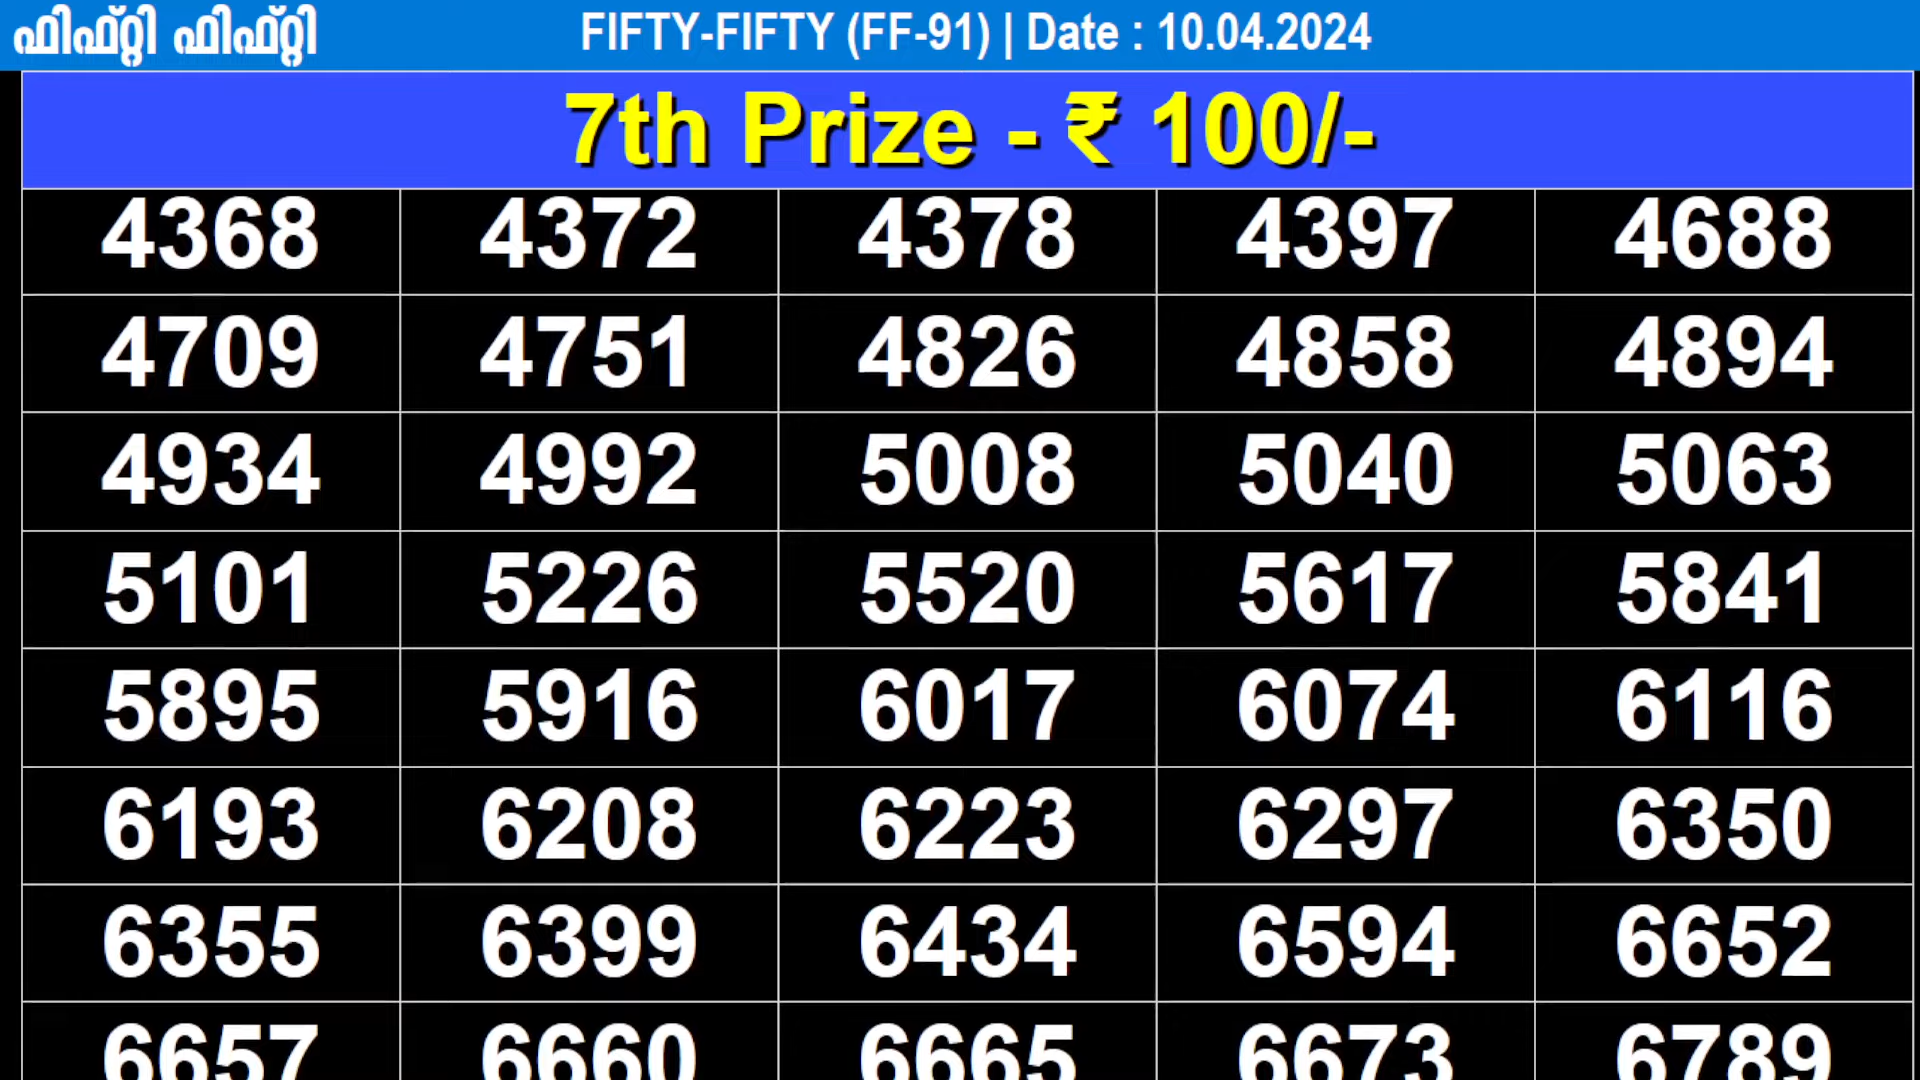 ഫിഫ്റ്റി ഫിഫ്റ്റി FIFTY-FIFTY (FF-91) | Date : 10.04.2024
7th Prize - ₹ 100/-
4368 4372 4378 4397 4688
4709 4751 4826 4858 4894
4934 4992 5008 5040 5063
5101 5226 5520 5617 5841
5895 5916 6017 6074 6116
6193 6208 6223 6297 6350
6355 6399 6434 6594 6652
6657 6660 6665 6673 6789